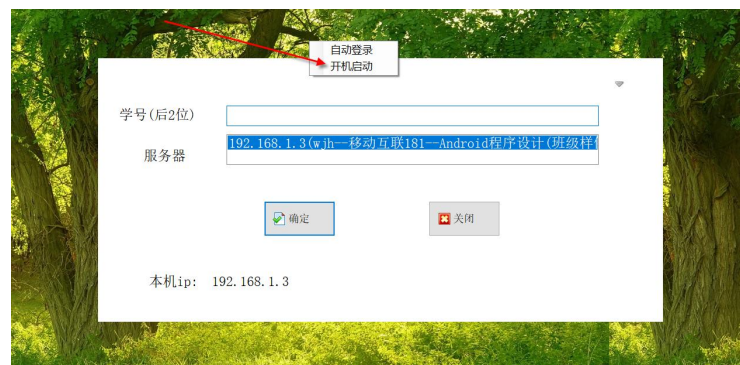 自动登录
开机启动
学号(后2位)
服务器
192.168.1.3(wjh--移动互联181--Android程序设计(班级样
确定
关闭
本机ip: 192.168.1.3